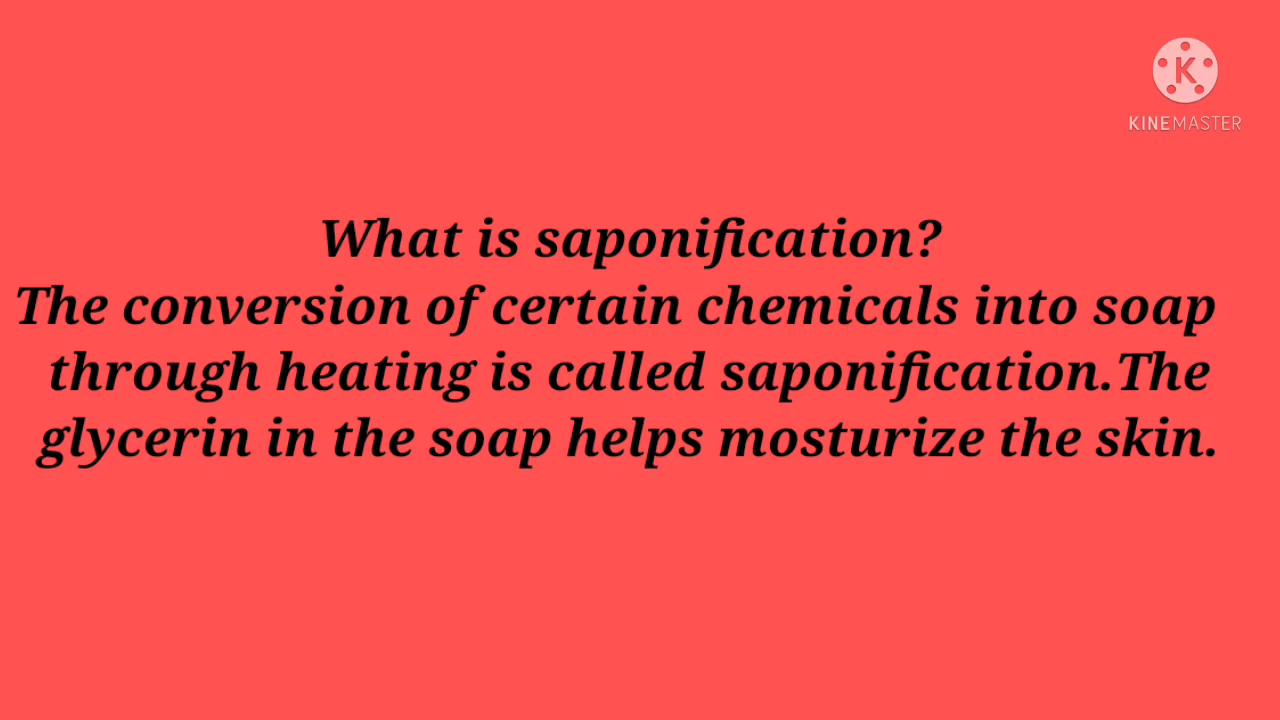 K
KINEMASTER
What is saponification?
The conversion of certain chemicals into soap
through heating is called saponification.The
glycerin in the soap helps mosturize the skin.